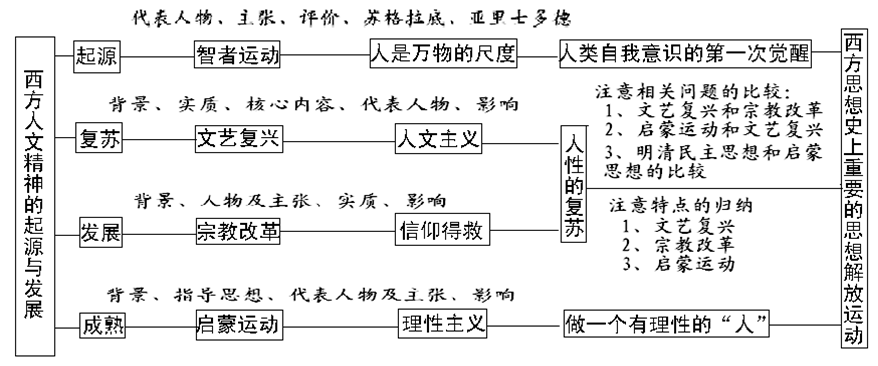 代表人物、主张、评价、苏格拉底、亚里士多德
西方人文精神的起源与发展
起源
智者运动
人是万物的尺度
人类自我意识的第一次觉醒
背景、实质、核心内容、代表人物、影响
复苏
文艺复兴
人文主义
人性的复苏
注意相关问题的比较：
1、文艺复兴和宗教改革
2、启蒙运动和文艺复兴
3、明清民主思想和启蒙
思想的比较
背景、人物及主张、实质、影响
发展
宗教改革
信仰得救
注意特点的归纳
1、文艺复兴
2、宗教改革
3、启蒙运动
背景、指导思想、代表人物及主张、影响
成熟
启蒙运动
理性主义
做一个有理性的“人”
西方思想史上重要的思想解放运动